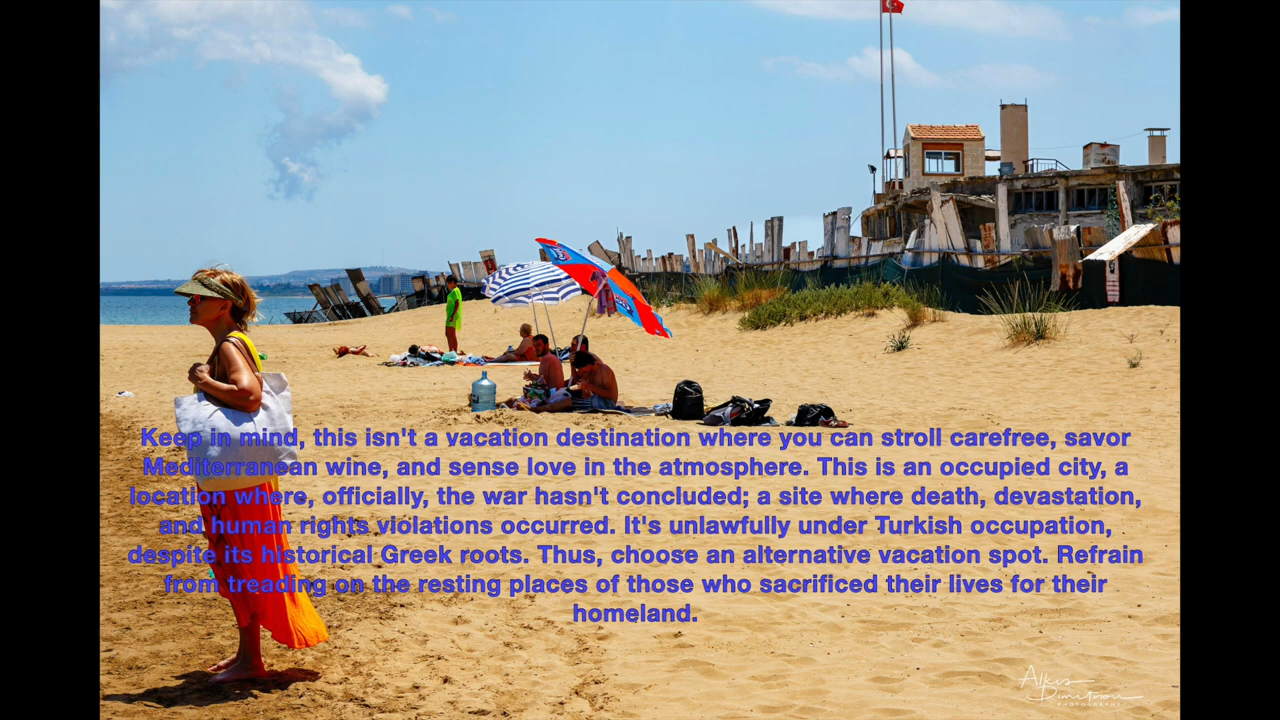 Keep in mind, this isn't a vacation destination where you can stroll carefree, savor
Mediterranean wine, and sense love in the atmosphere. This is an occupied city, a
location where, officially, the war hasn't concluded; a site where death, devastation,
and human rights violations occurred. It's unlawfully under Turkish occupation,
despite its historical Greek roots. Thus, choose an alternative vacation spot. Refrain
from treading on the resting places of those who sacrificed their lives for their
homeland.
Alkis
Dimitriou
PHOTOGRAPHY